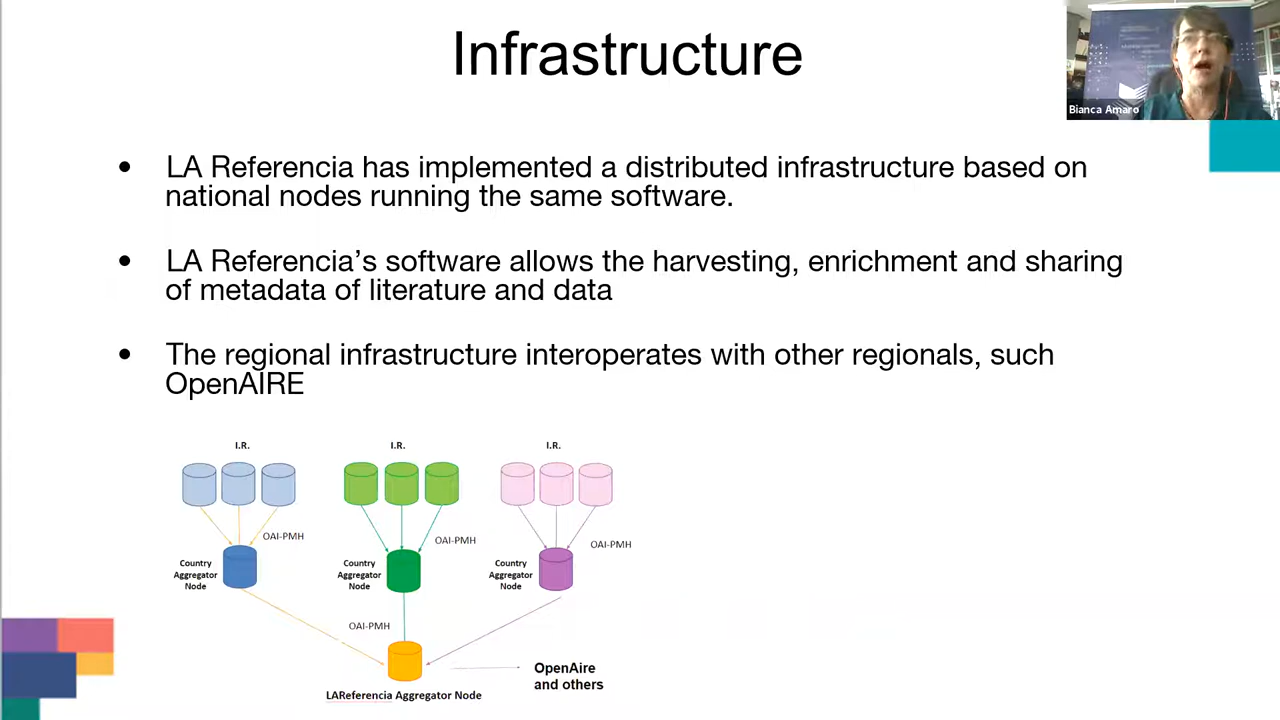 Infrastructure
Bianca Amaro
• LA Referencia has implemented a distributed infrastructure based on
national nodes running the same software.
• LA Referencia’s software allows the harvesting, enrichment and sharing
of metadata of literature and data
• The regional infrastructure interoperates with other regionals, such
OpenAIRE
I.R.
I.R.
I.R.
OAI-PMH
OAI-PMH
OAI-PMH
Country
Aggregator
Node
Country
Aggregator
Node
Country
Aggregator
Node
OAI-PMH
OpenAire
and others
LAReferencia Aggregator Node